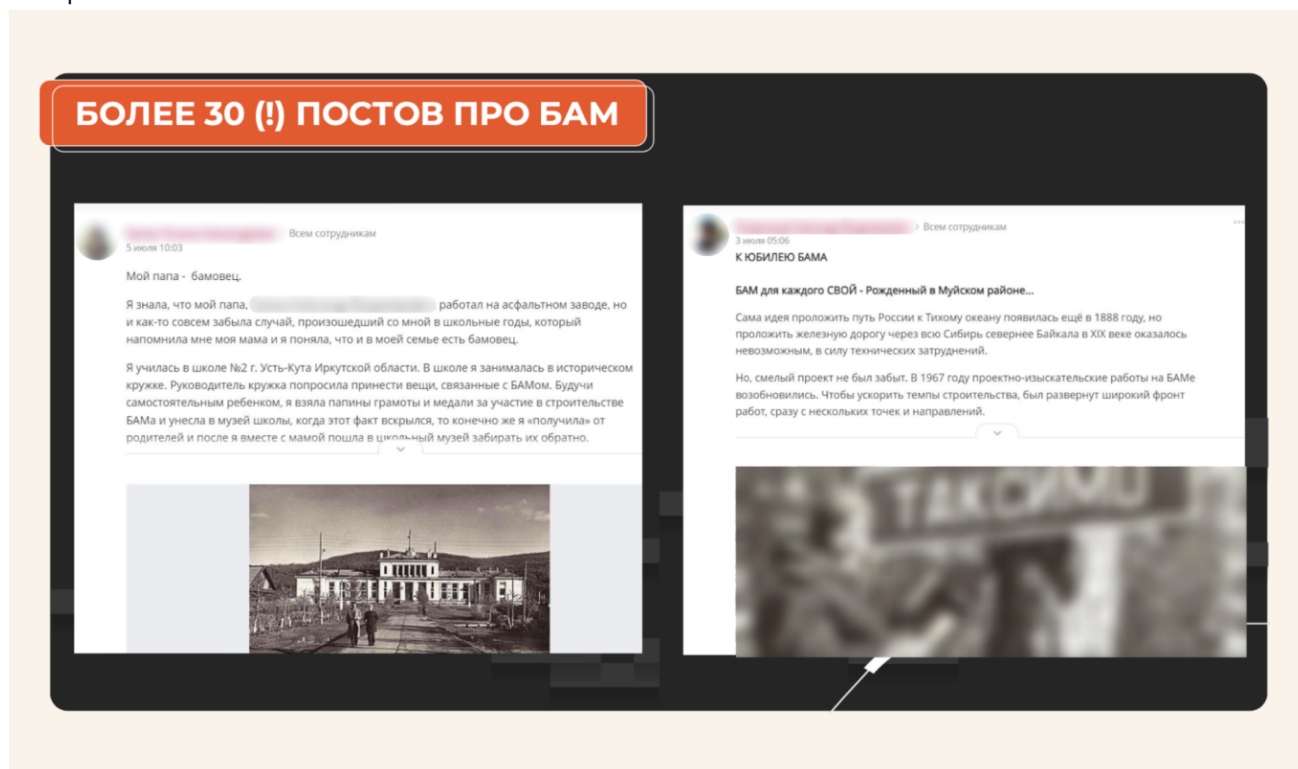 БОЛЕЕ 30 (!) ПОСТОВ ПРО БАМ
Всем сотрудникам
5 июля 10:03
Мой папа - бамовец.
Я знала, что мой папа, работал на асфальтном заводе, но
и как-то совсем забыла случай, произошедший со мной в школьные годы, который
напомнила мне моя мама и я поняла, что и в моей семье есть бамовец.
Я училась в школе №2 г. Усть-Кута Иркутской области. В школе я занималась в историческом
кружке. Руководитель кружка попросила принести вещи, связанные с БАМом. Будучи
самостоятельным ребенком, я взяла папины грамоты и медали за участие в строительстве
БАМа и унесла в музей школы, когда этот факт вскрылся, то конечно же я «получила» от
родителей и после я вместе с мамой пошла в школьный музей забирать их обратно.
› Всем сотрудникам
3 июля 05:06
К ЮБИЛЕЮ БАМА
БАМ для каждого СВОЙ - Рожденный в Муйском районе...
Сама идея проложить путь России к Тихому океану появилась ещё в 1888 году, но
проложить железную дорогу через всю Сибирь севернее Байкала в XIX веке оказалось
невозможным, в силу технических затруднений.
Но, смелый проект не был забыт. В 1967 году проектно-изыскательские работы на БАМе
возобновились. Чтобы ускорить темпы строительства, был развернут широкий фронт
работ, сразу с нескольких точек и направлений.
ТАКСИМО